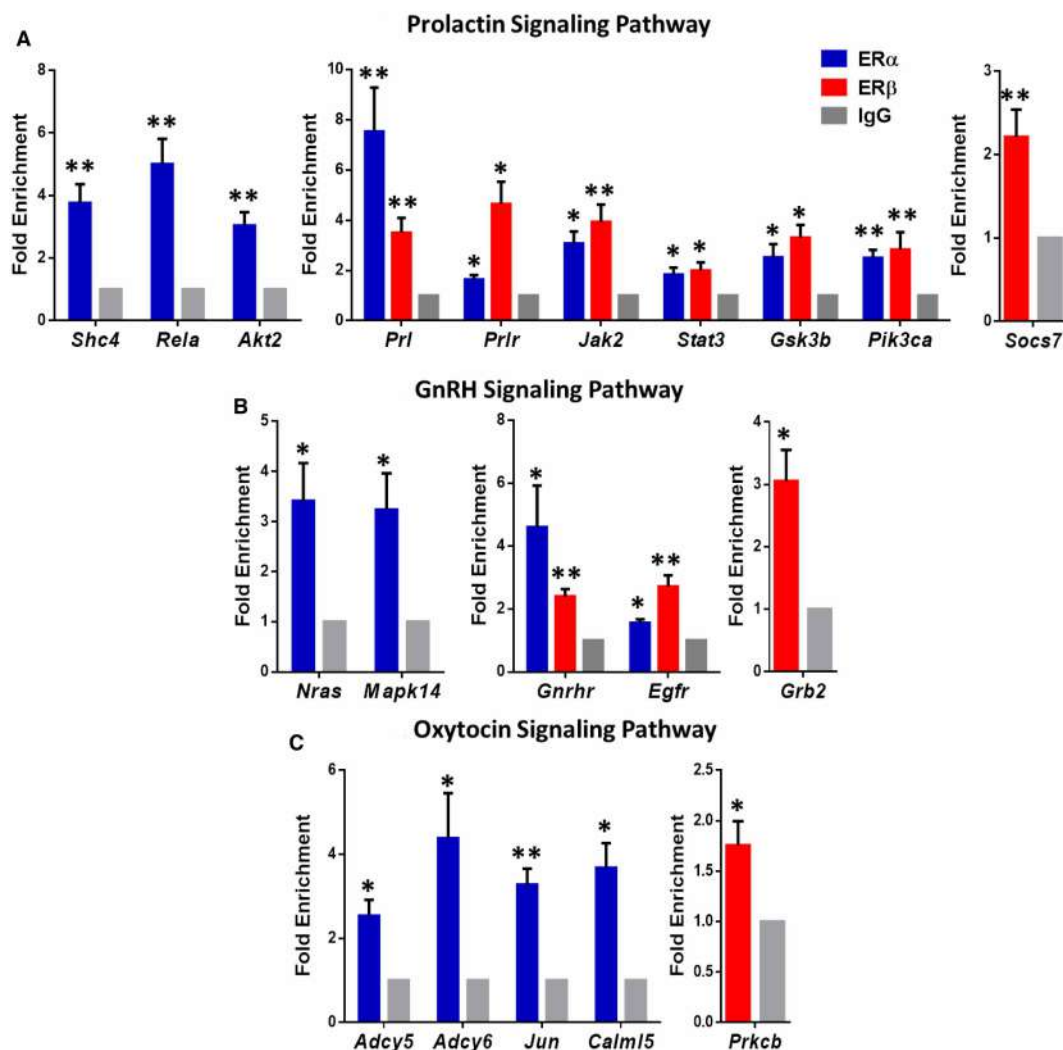 Prolactin Signaling Pathway
A
ERα
ERβ
IgG
Fold Enrichment
8
6
4
2
0
** ** **
Shc4 Rela Akt2
Fold Enrichment
10
8
6
4
2
0
** ** * * * ** * * * * ** **
Prl Prlr Jak2 Stat3 Gsk3b Pik3ca
Fold Enrichment
3
2
1
0
**
Socs7
GnRH Signaling Pathway
B
Fold Enrichment
5
4
3
2
1
0
* *
Nras Mapk14
Fold Enrichment
8
6
4
2
0
* ** * **
Gnrhr Egfr
Fold Enrichment
4
3
2
1
0
*
Grb2
Oxytocin Signaling Pathway
C
Fold Enrichment
6
4
2
0
* * ** *
Adcy5 Adcy6 Jun Calml5
Fold Enrichment
2.5
2.0
1.5
1.0
0.5
0.0
*
Prkcb